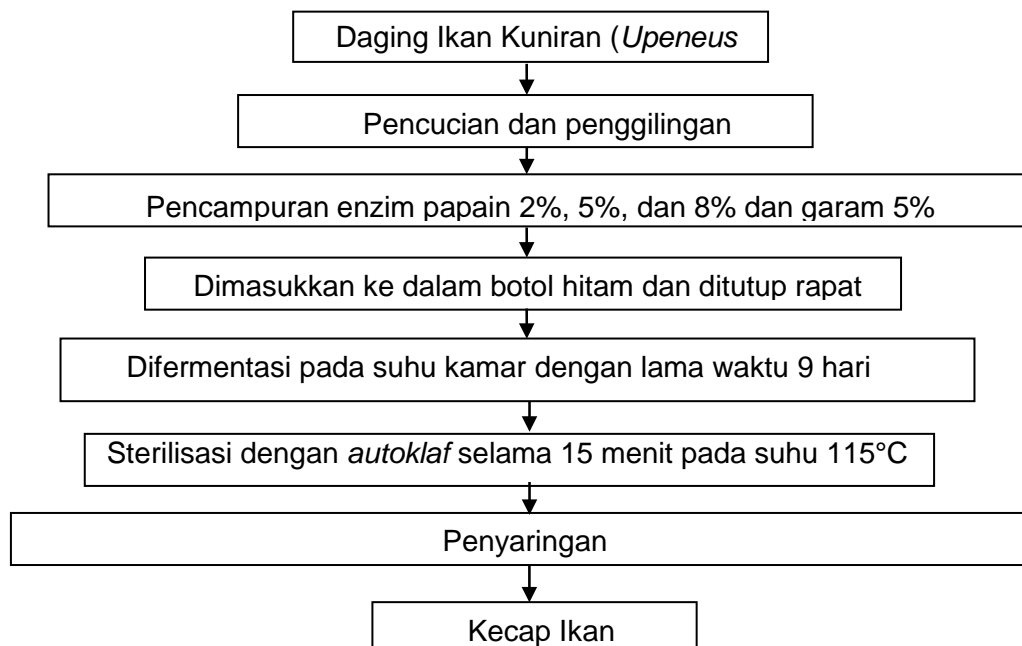 Daging Ikan Kuniran (Upeneus
Pencucian dan penggilingan
Pencampuran enzim papain 2%, 5%, dan 8% dan garam 5%
Dimasukkan ke dalam botol hitam dan ditutup rapat
Difermentasi pada suhu kamar dengan lama waktu 9 hari
Sterilisasi dengan autoklaf selama 15 menit pada suhu 115°C
Penyaringan
Kecap Ikan